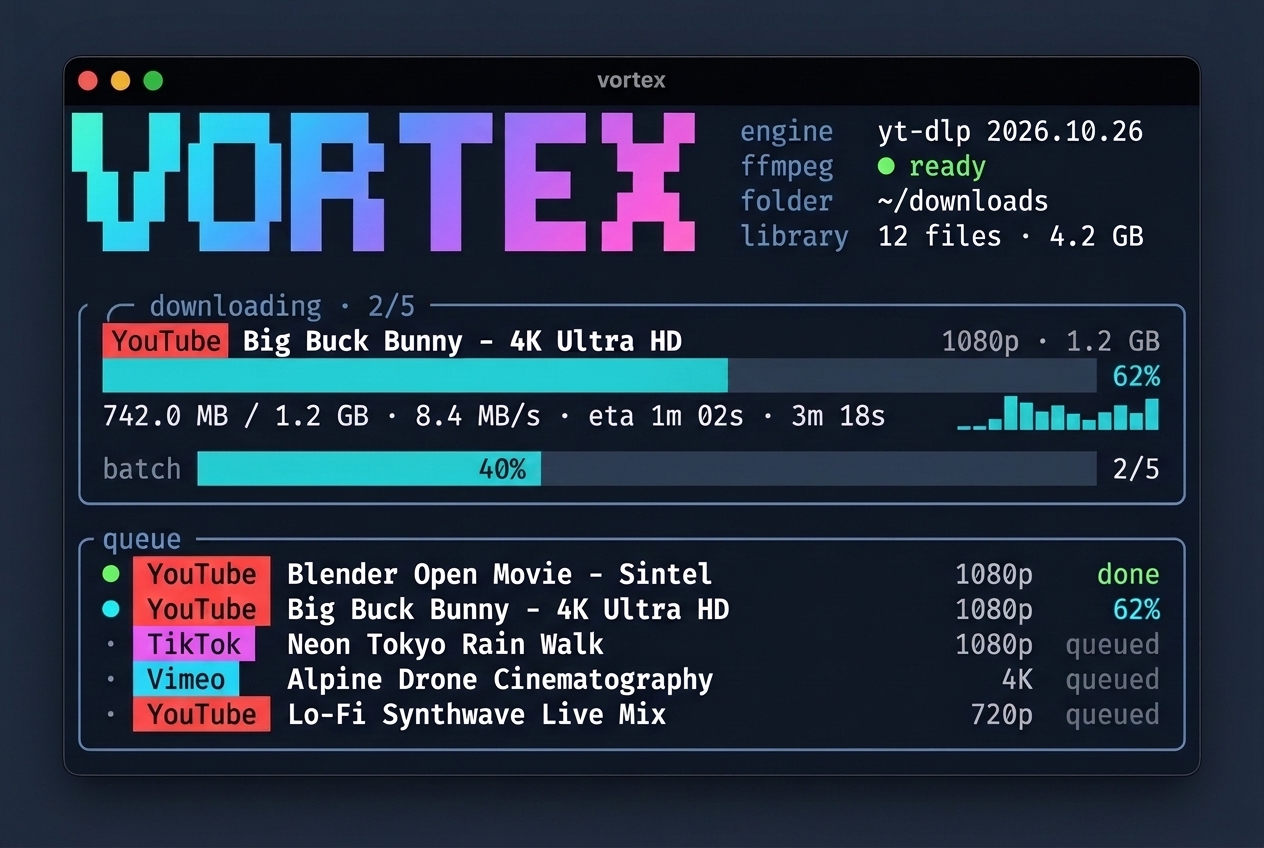 vortex
VORTEX
engine yt-dlp 2026.10.26
ffmpeg ready
folder ~/downloads
library 12 files · 4.2 GB
downloading · 2/5
YouTube Big Buck Bunny - 4K Ultra HD 1080p · 1.2 GB
62%
742.0 MB / 1.2 GB · 8.4 MB/s · eta 1m 02s · 3m 18s
batch 40% 2/5
queue
YouTube Blender Open Movie - Sintel 1080p done
YouTube Big Buck Bunny - 4K Ultra HD 1080p 62%
TikTok Neon Tokyo Rain Walk 1080p queued
Vimeo Alpine Drone Cinematography 4K queued
YouTube Lo-Fi Synthwave Live Mix 720p queued